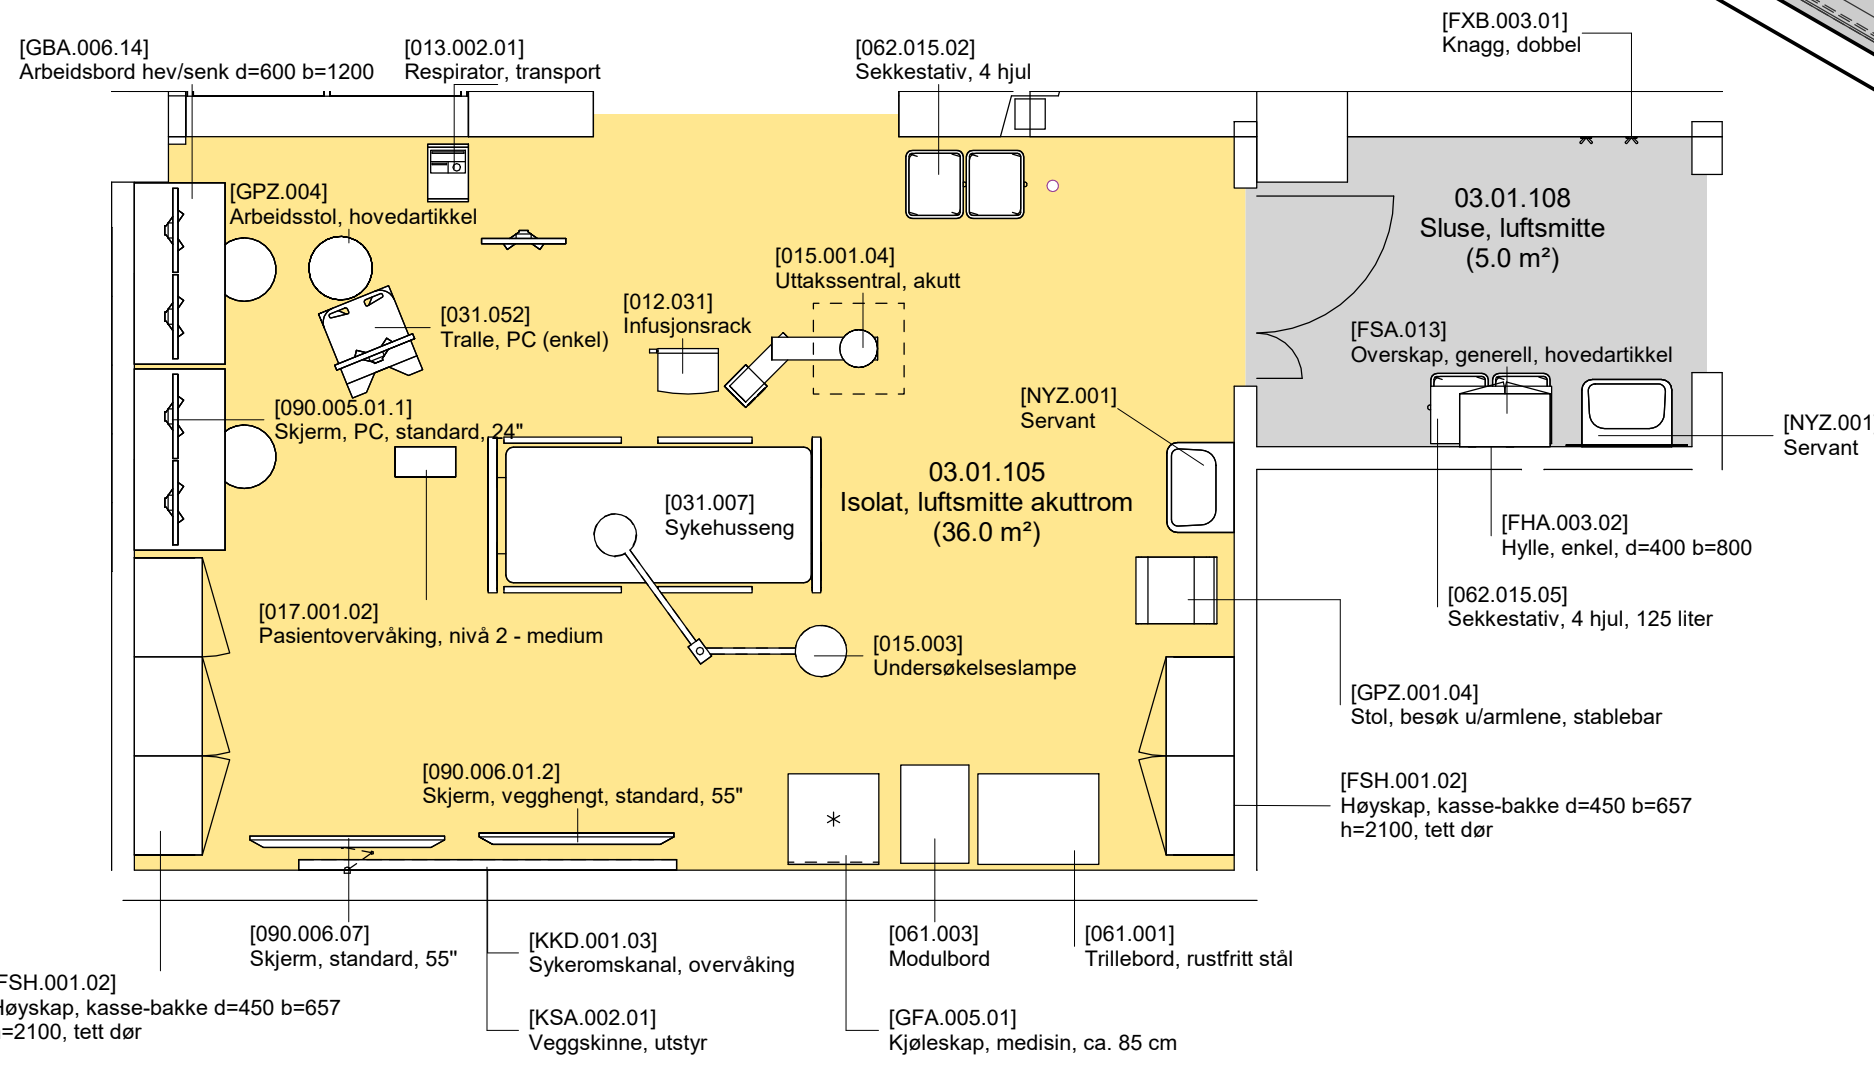 [GBA.006.14]
Arbeidsbord hev/senk d=600 b=1200
[013.002.01]
Respirator, transport
[062.015.02]
Sekkestativ, 4 hjul
[FXB.003.01]
Knagg, dobbel
[GPZ.004]
Arbeidsstol, hovedartikkel
03.01.108
Sluse, luftsmitte
(5.0 m²)
[015.001.04]
Uttakssentral, akutt
[012.031]
Infusjonsrack
[031.052]
Tralle, PC (enkel)
[FSA.013]
Overskap, generell, hovedartikkel
[090.005.01.1]
Skjerm, PC, standard, 24"
[NYZ.001]
Servant
[NYZ.001
Servant
03.01.105
Isolat, luftsmitte akuttrom
(36.0 m²)
[031.007]
Sykehusseng
[FHA.003.02]
Hylle, enkel, d=400 b=800
[062.015.05]
Sekkestativ, 4 hjul, 125 liter
[017.001.02]
Pasientovervåking, nivå 2 - medium
[015.003]
Undersøkelseslampe
[GPZ.001.04]
Stol, besøk u/armlene, stablebar
[090.006.01.2]
Skjerm, vegghengt, standard, 55"
[FSH.001.02]
Høyskap, kasse-bakke d=450 b=657
h=2100, tett dør
[090.006.07]
Skjerm, standard, 55"
[KKD.001.03]
Sykeromskanal, overvåking
[061.003]
Modulbord
[061.001]
Trillebord, rustfritt stål
FSH.001.02]
Høyskap, kasse-bakke d=450 b=657
h=2100, tett dør
[KSA.002.01]
Veggskinne, utstyr
[GFA.005.01]
Kjøleskap, medisin, ca. 85 cm